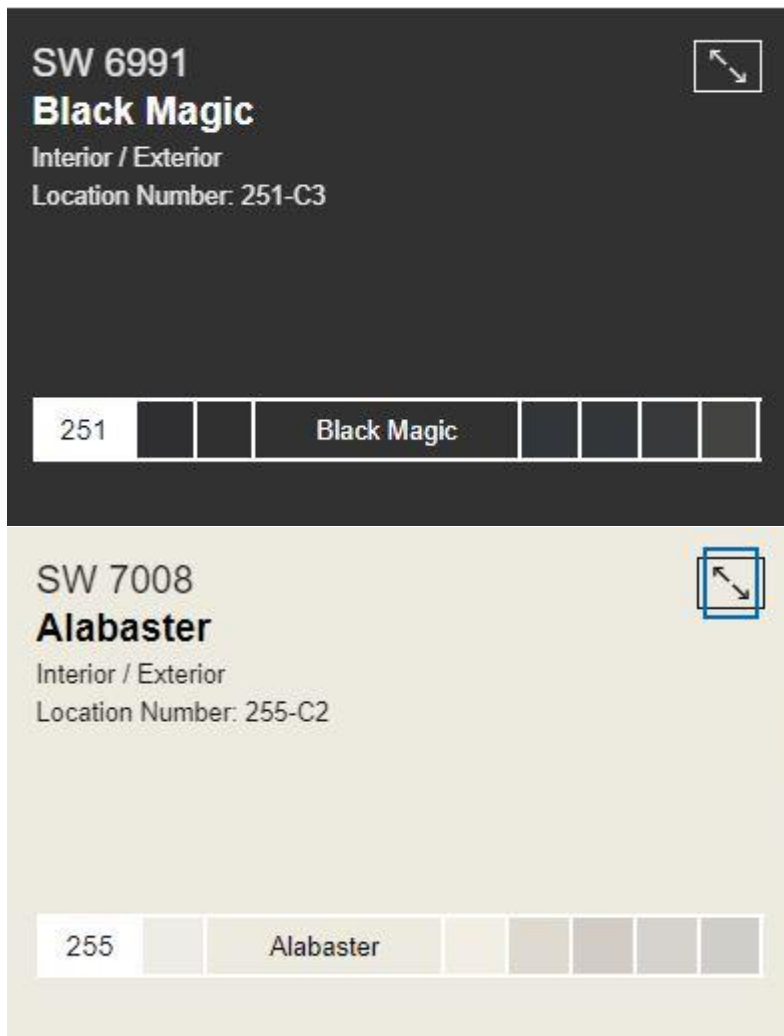 SW 6991
Black Magic
Interior / Exterior
Location Number: 251-C3
251 Black Magic
SW 7008
Alabaster
Interior / Exterior
Location Number: 255-C2
255 Alabaster